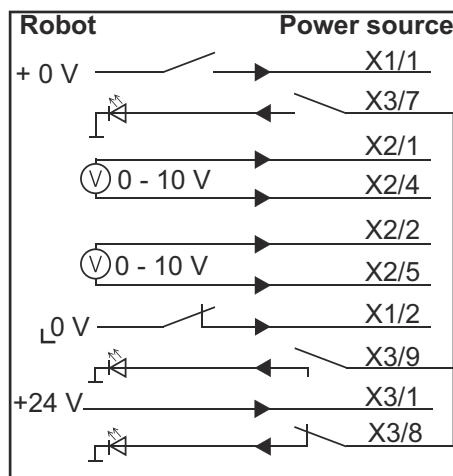 Robot Power source
+ 0 V X1/1
X3/7
X2/1
V 0 - 10 V
X2/4
X2/2
V 0 - 10 V
X2/5
0 V X1/2
X3/9
+24 V X3/1
X3/8